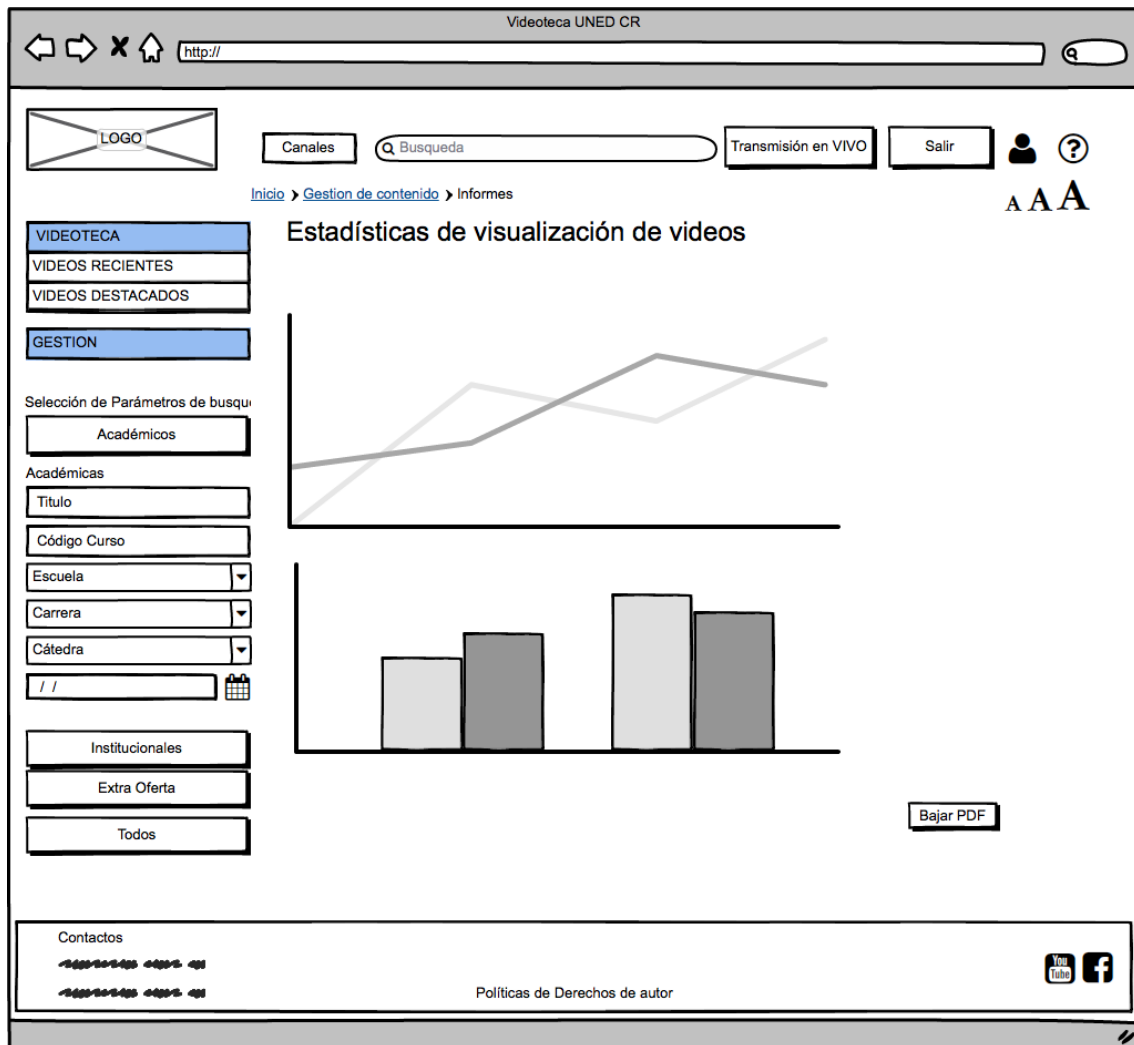 Videoteca UNED CR
http://
LOGO
Canales
Busqueda
Transmisión en VIVO
Salir
Inicio > Gestion de contenido > Informes
A A A
VIDEOTECA
VIDEOS RECIENTES
VIDEOS DESTACADOS
GESTION
Estadísticas de visualización de videos
Selección de Parámetros de busqu
Académicos
Académicas
Titulo
Código Curso
Escuela
Carrera
Cátedra
/ /
Institucionales
Extra Oferta
Todos
Bajar PDF
Contactos
Políticas de Derechos de autor
You
Tube